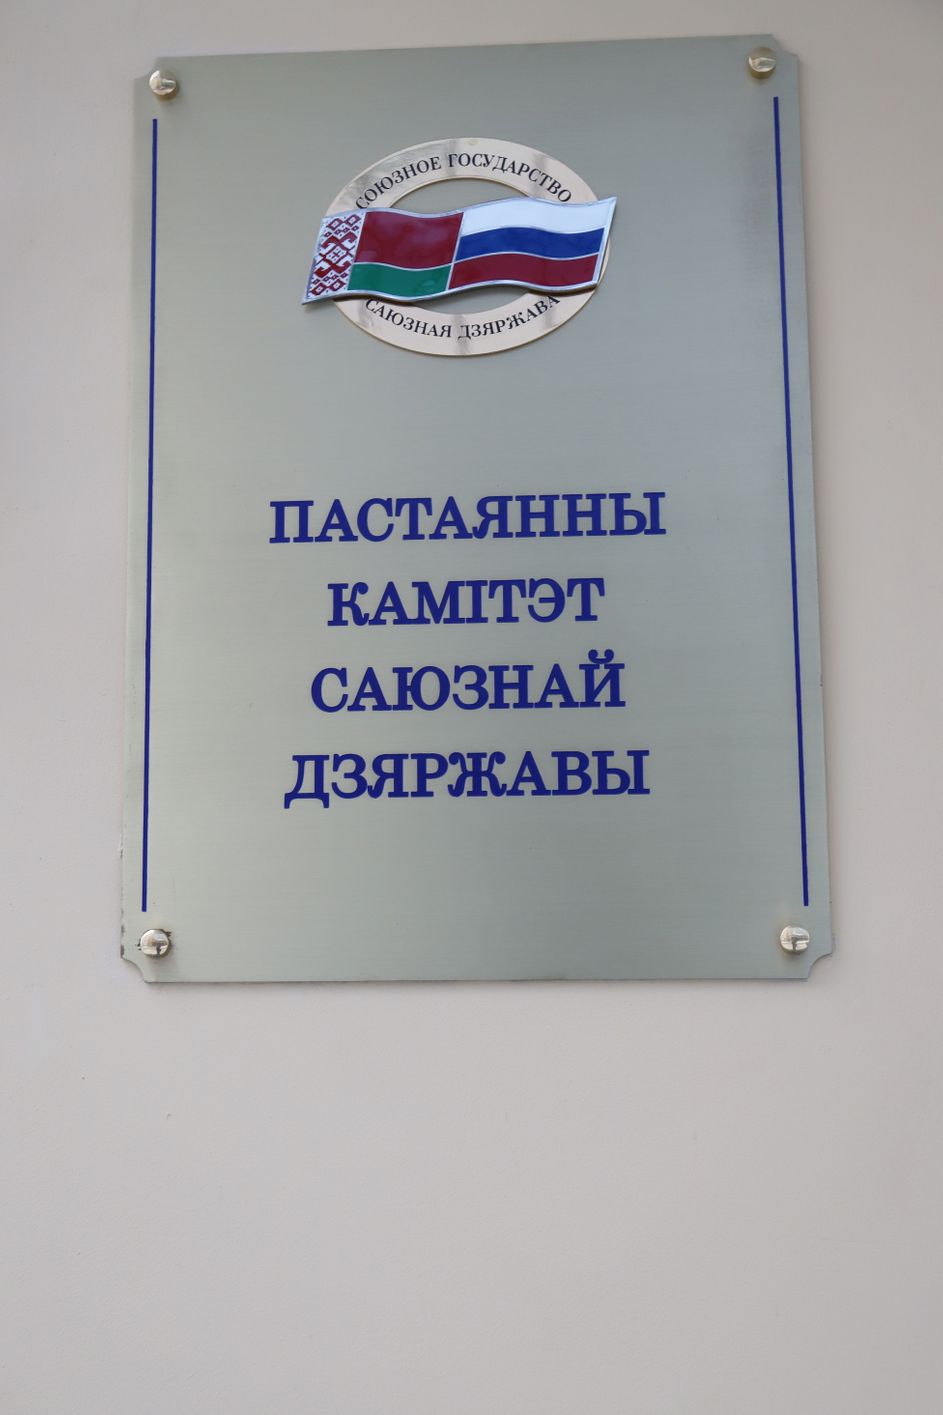 СОЮЗНОЕ ГОСУДАРСТВО
САЮЗНАЯ ДЗЯРЖАВА
ПАСТАЯННЫ
КАМІТЭТ
САЮЗНАЙ
ДЗЯРЖАВЫ